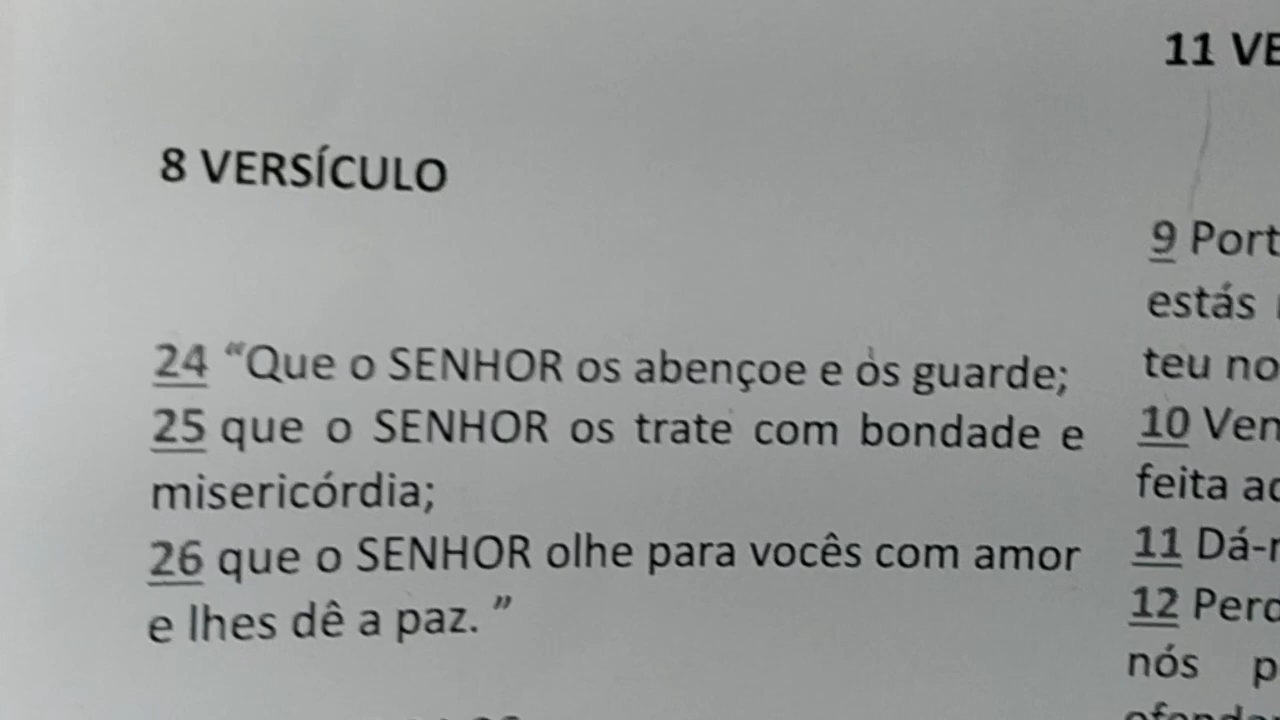 8 VERSÍCULO
24 “Que o SENHOR os abençoe e os guarde;
25 que o SENHOR os trate com bondade e
misericórdia;
26 que o SENHOR olhe para vocês com amor
e lhes dê a paz. ”
11 VE
9 Port
estás
teu no
10 Ven
feita ao
11 Dá-
12 Perd
nós p